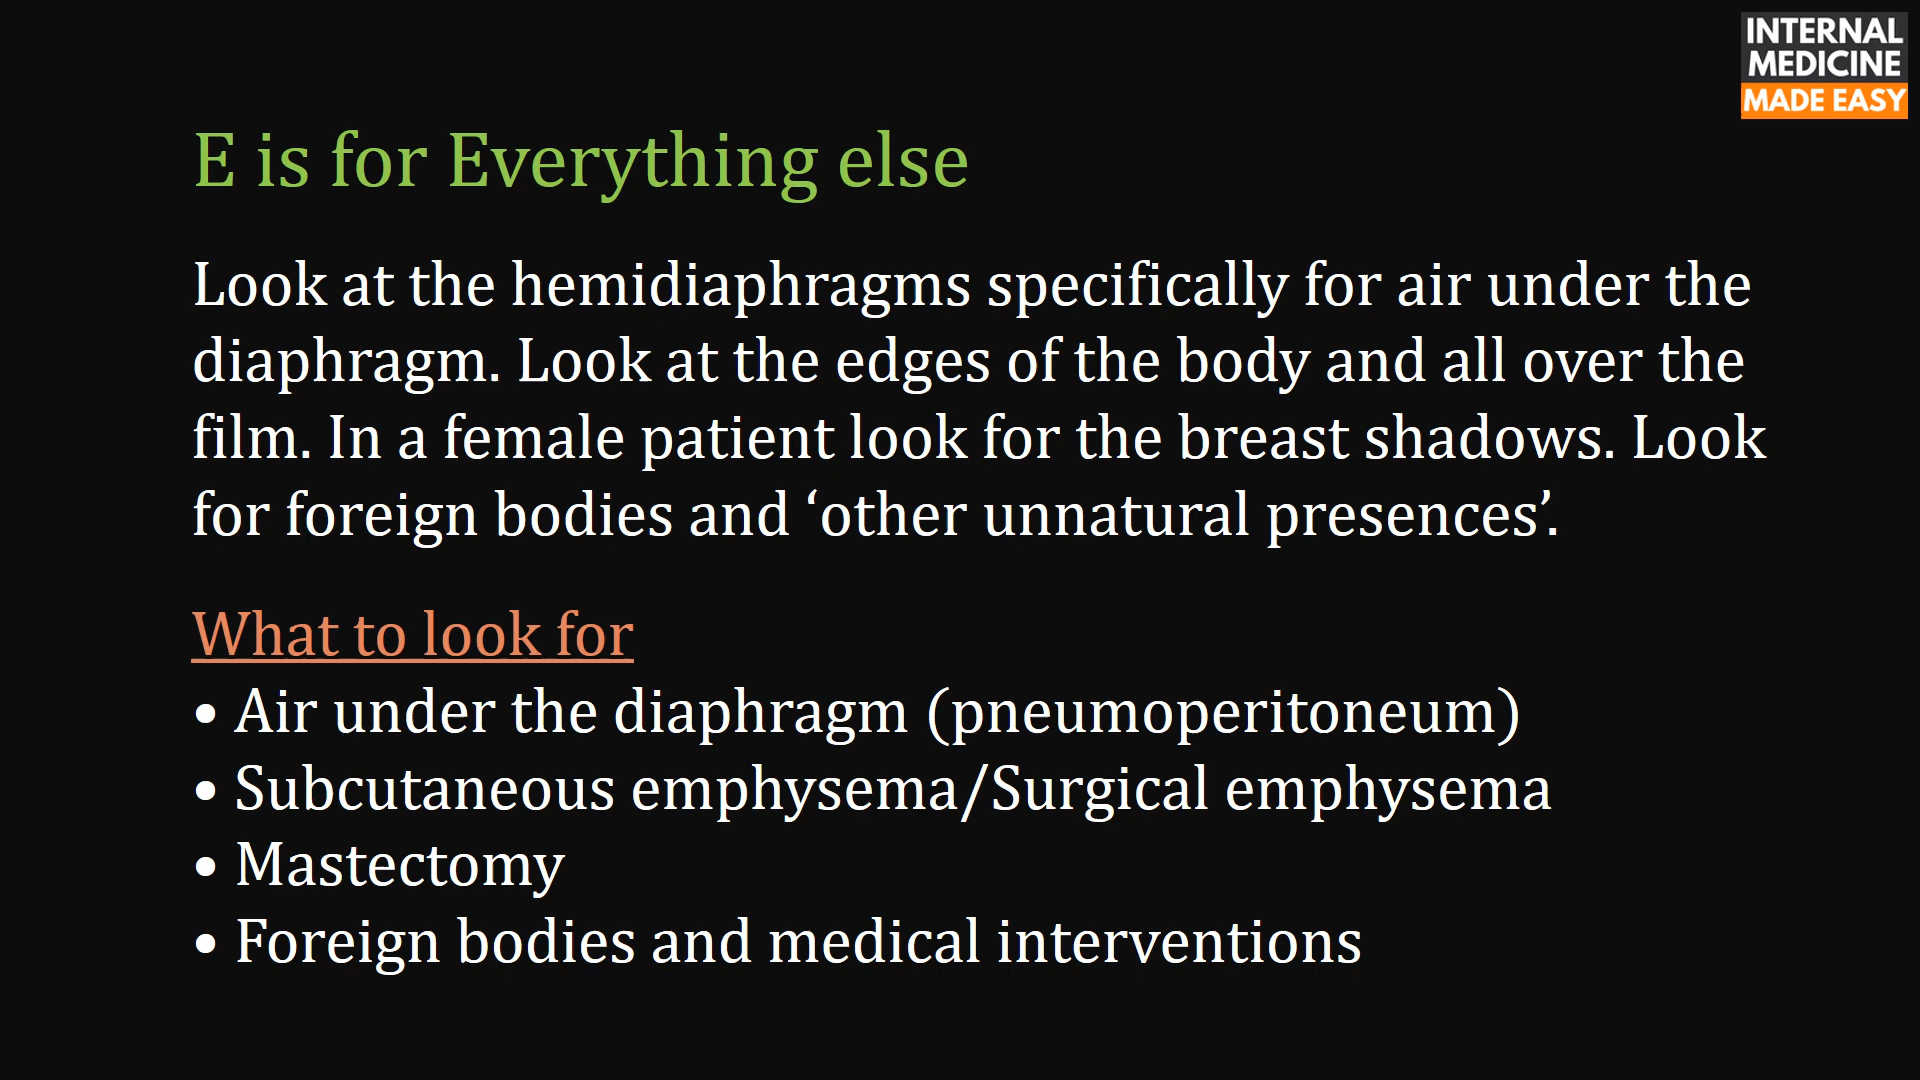 INTERNAL
MEDICINE
MADE EASY
E is for Everything else
Look at the hemidiaphragms specifically for air under the
diaphragm. Look at the edges of the body and all over the
film. In a female patient look for the breast shadows. Look
for foreign bodies and ‘other unnatural presences’.
What to look for
• Air under the diaphragm (pneumoperitoneum)
• Subcutaneous emphysema/Surgical emphysema
• Mastectomy
• Foreign bodies and medical interventions